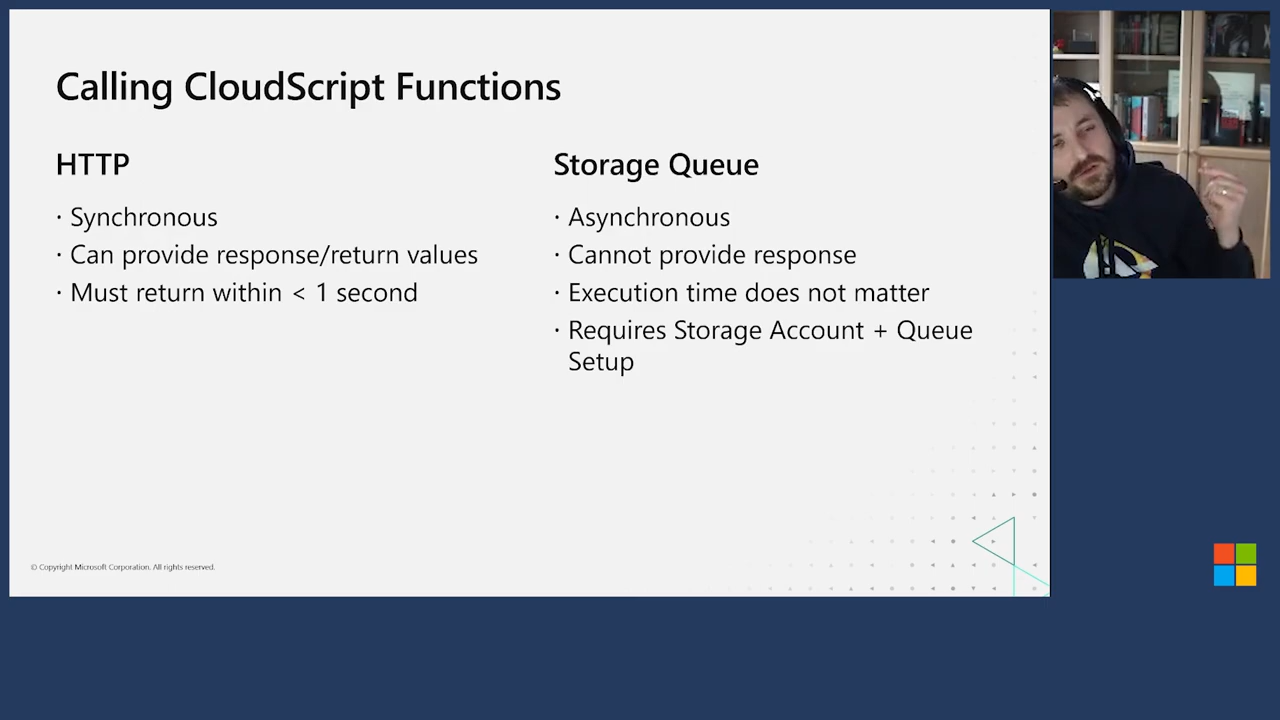 Calling CloudScript Functions
HTTP
· Synchronous
· Can provide response/return values
· Must return within < 1 second
Storage Queue
· Asynchronous
· Cannot provide response
· Execution time does not matter
· Requires Storage Account + Queue
Setup
© Copyright Microsoft Corporation. All rights reserved.